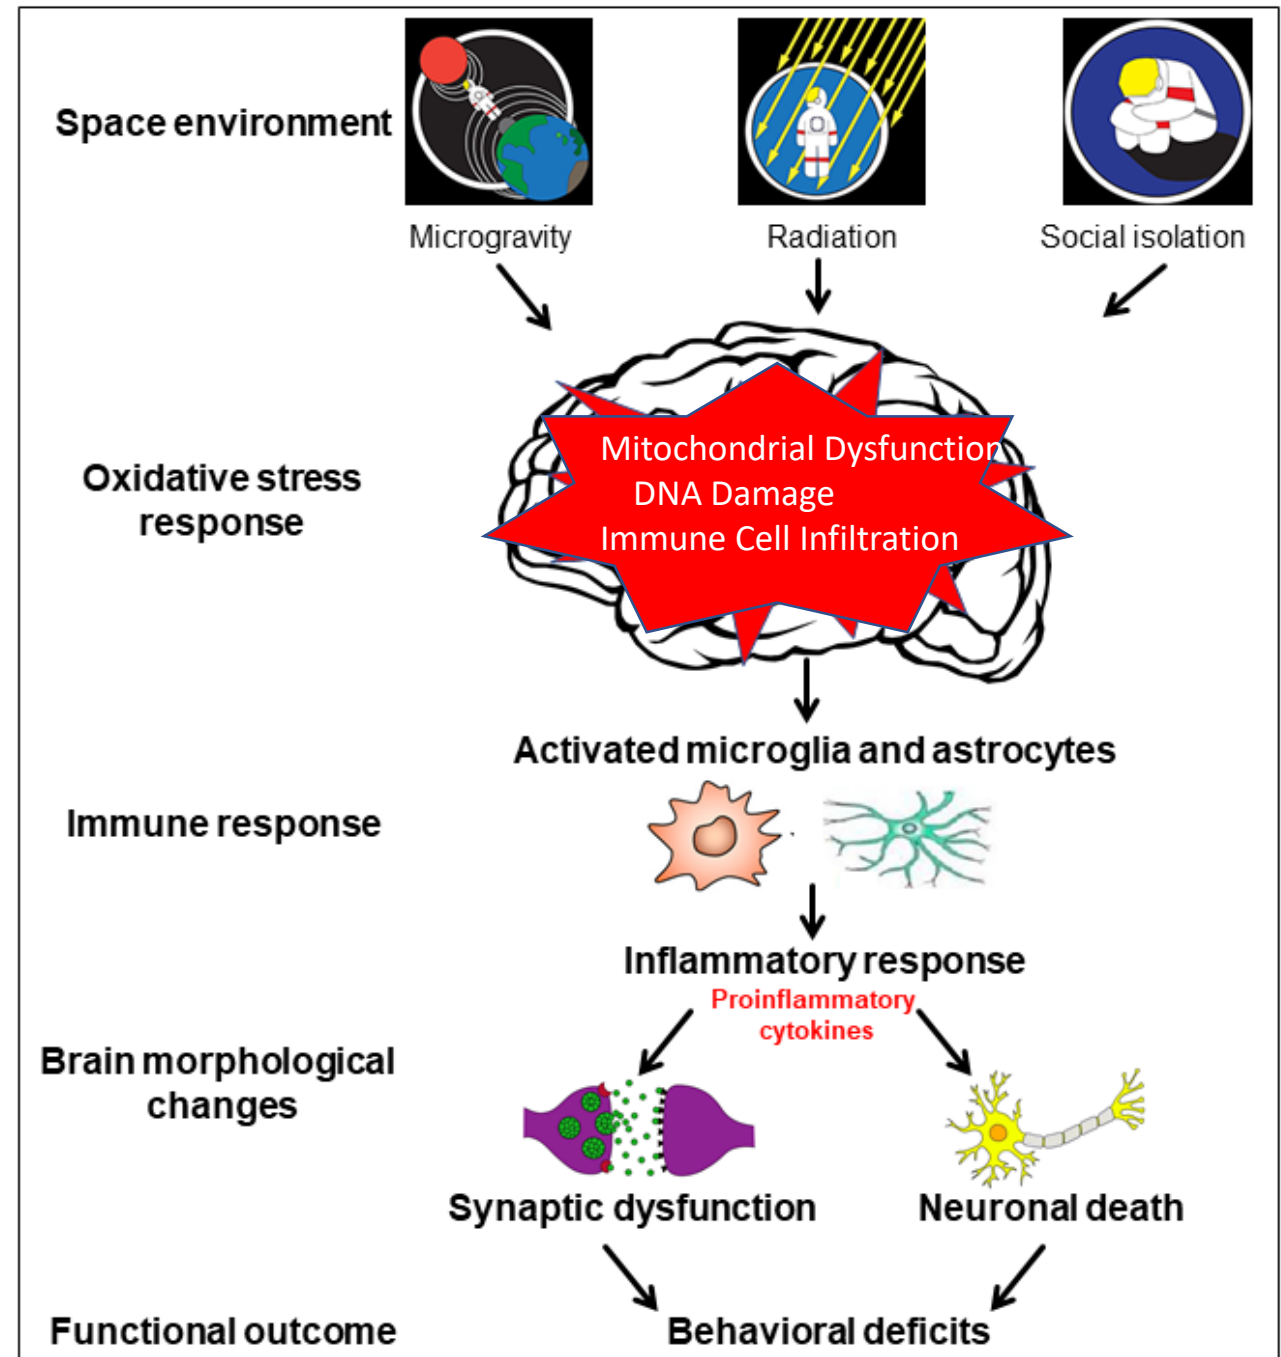 Space environment
Microgravity
Radiation
Social isolation
Oxidative stress
response
Mitochondrial Dysfunction
DNA Damage
Immune Cell Infiltration
Activated microglia and astrocytes
Immune response
Inflammatory response
Proinflammatory
cytokines
Brain morphological
changes
Synaptic dysfunction
Neuronal death
Functional outcome
Behavioral deficits